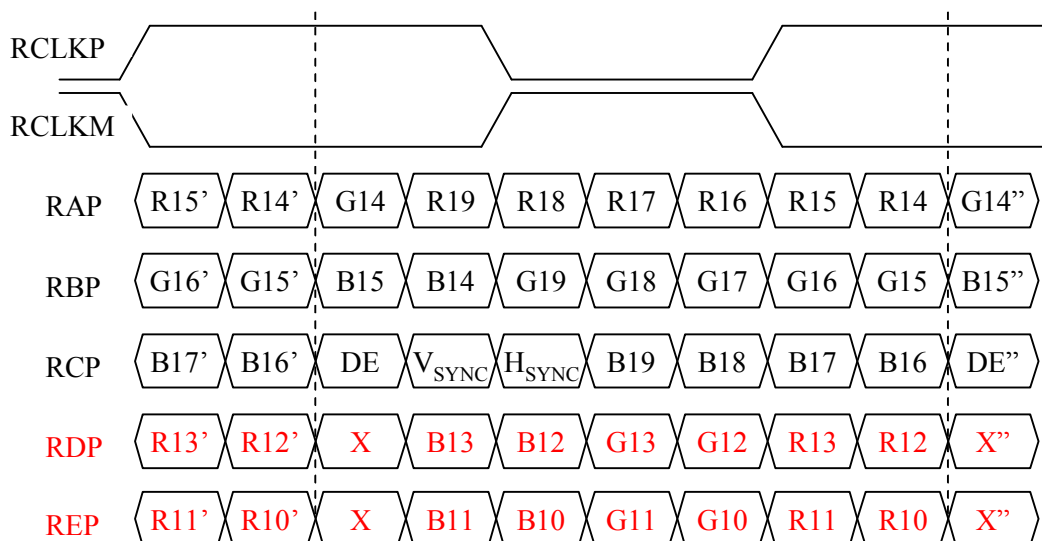 RCLKP
RCLKM
RAP R15’ R14’ G14 R19 R18 R17 R16 R15 R14 G14”
RBP G16’ G15’ B15 B14 G19 G18 G17 G16 G15 B15”
RCP B17’ B16’ DE VSYNC HSYNC B19 B18 B17 B16 DE”
RDP R13’ R12’ X B13 B12 G13 G12 R13 R12 X”
REP R11’ R10’ X B11 B10 G11 G10 R11 R10 X”